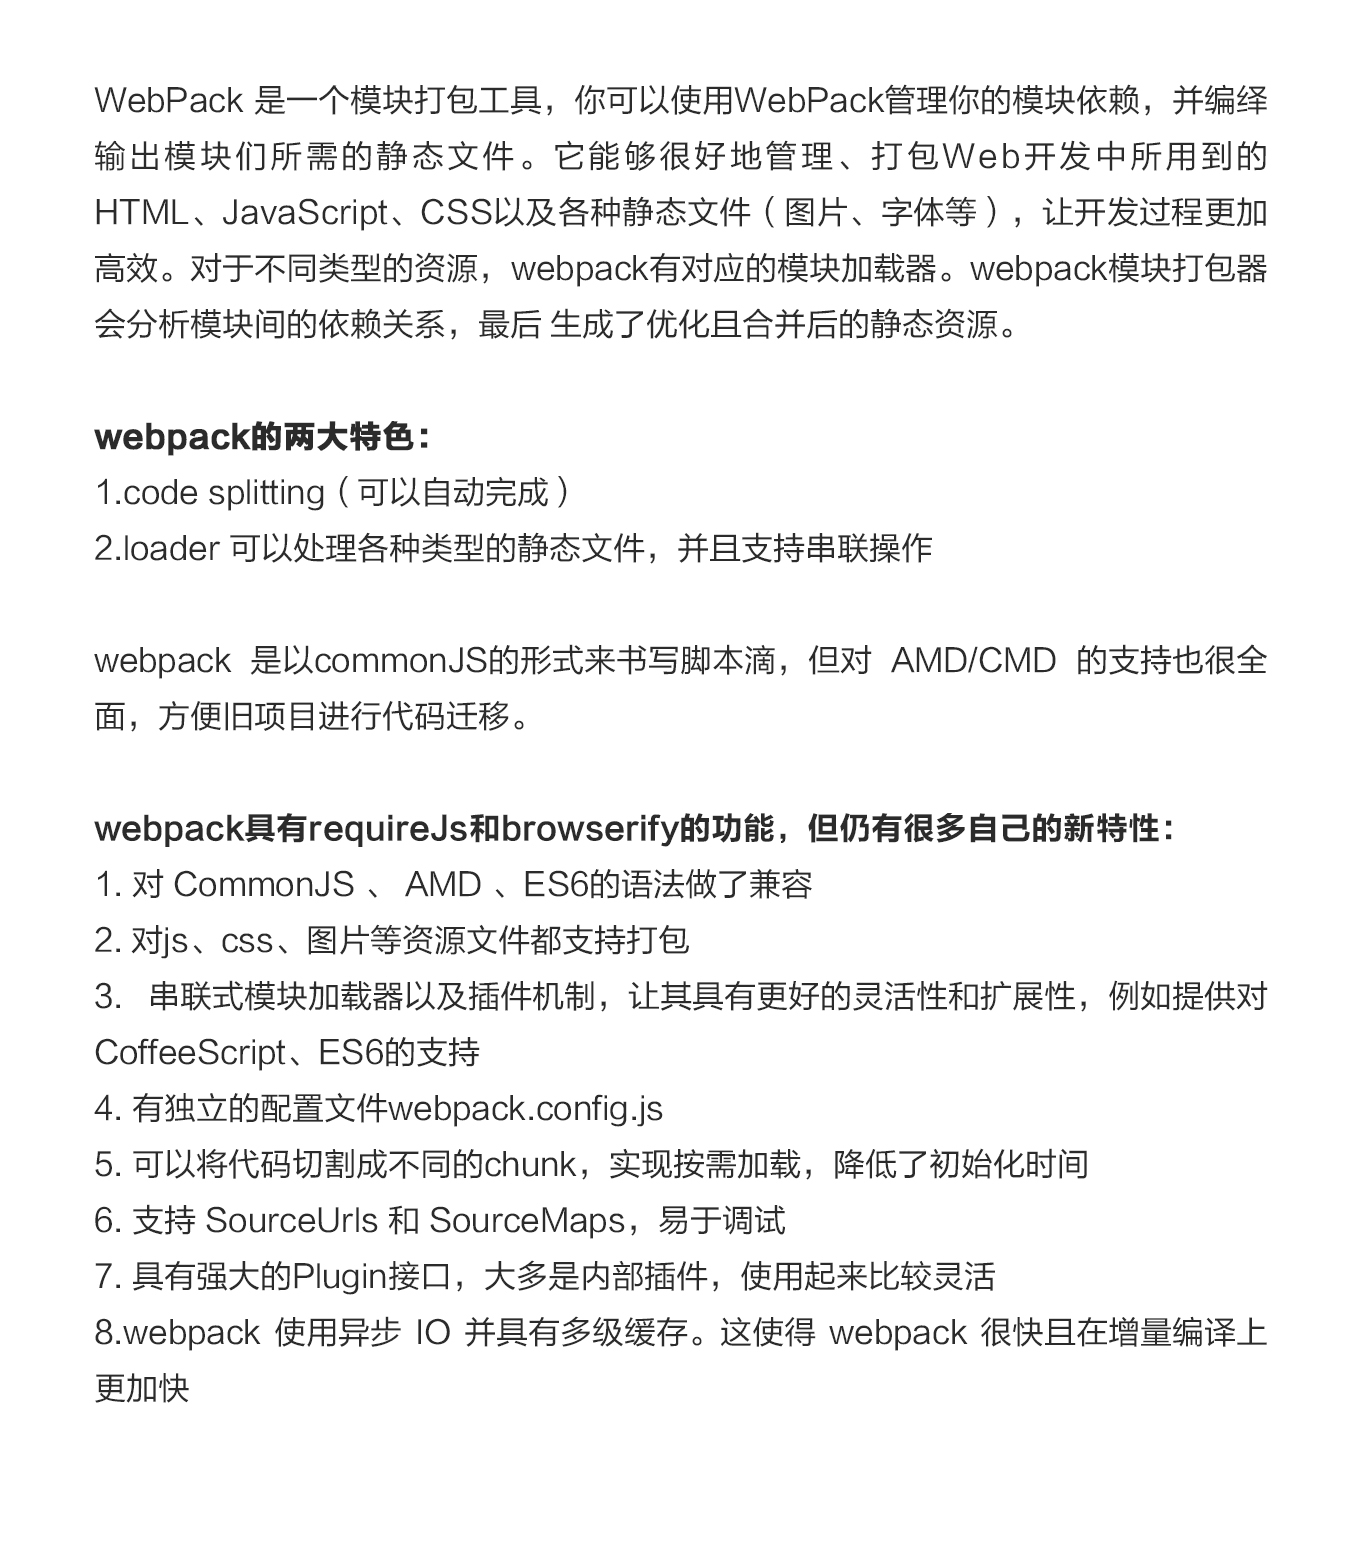 WebPack 是一个模块打包工具，你可以使用WebPack管理你的模块依赖，并编绎
输出模块们所需的静态文件。它能够很好地管理、打包Web开发中所用到的
HTML、JavaScript、CSS以及各种静态文件（图片、字体等），让开发过程更加
高效。对于不同类型的资源，webpack有对应的模块加载器。webpack模块打包器
会分析模块间的依赖关系，最后 生成了优化且合并后的静态资源。
webpack的两大特色：
1.code splitting（可以自动完成）
2.loader 可以处理各种类型的静态文件，并且支持串联操作
webpack 是以commonJS的形式来书写脚本滴，但对 AMD/CMD 的支持也很全
面，方便旧项目进行代码迁移。
webpack具有requireJs和browserify的功能，但仍有很多自己的新特性：
1. 对 CommonJS 、 AMD 、ES6的语法做了兼容
2. 对js、css、图片等资源文件都支持打包
3. 串联式模块加载器以及插件机制，让其具有更好的灵活性和扩展性，例如提供对
CoffeeScript、ES6的支持
4. 有独立的配置文件webpack.config.js
5. 可以将代码切割成不同的chunk，实现按需加载，降低了初始化时间
6. 支持 SourceUrls 和 SourceMaps，易于调试
7. 具有强大的Plugin接口，大多是内部插件，使用起来比较灵活
8.webpack 使用异步 IO 并具有多级缓存。这使得 webpack 很快且在增量编译上
更加快